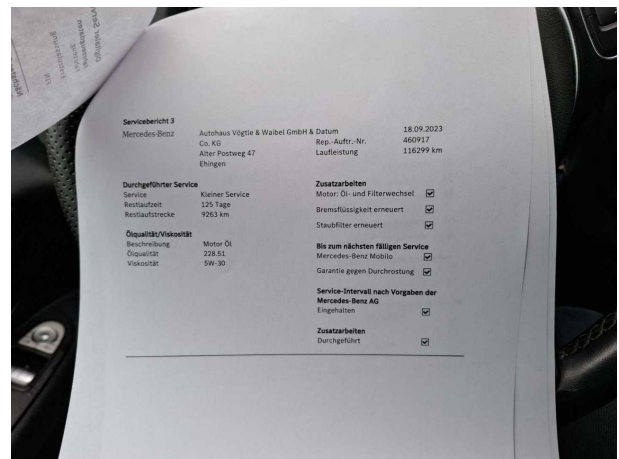 Servicebericht 3
Mercedes-Benz Autohaus Vögtle & Waibel GmbH & Co. KG Alter Postweg 47 Ehingen
Datum 18.09.2023
Rep.-Auftr.-Nr. 460917
Laufleistung 116299 km
Durchgeführter Service
Service Kleiner Service
Restlaufzeit 125 Tage
Restlaufstrecke 9263 km
Ölqualität/Viskosität
Beschreibung Motor Öl
Ölqualität 228.51
Viskosität 5W-30
Zusatzarbeiten
Motor: Öl- und Filterwechsel
Bremsflüssigkeit erneuert
Staubfilter erneuert
Bis zum nächsten fälligen Service
Mercedes-Benz Mobilo
Garantie gegen Durchrostung
Service-Intervall nach Vorgaben der
Mercedes-Benz AG
Eingehalten
Zusatzarbeiten
Durchgeführt